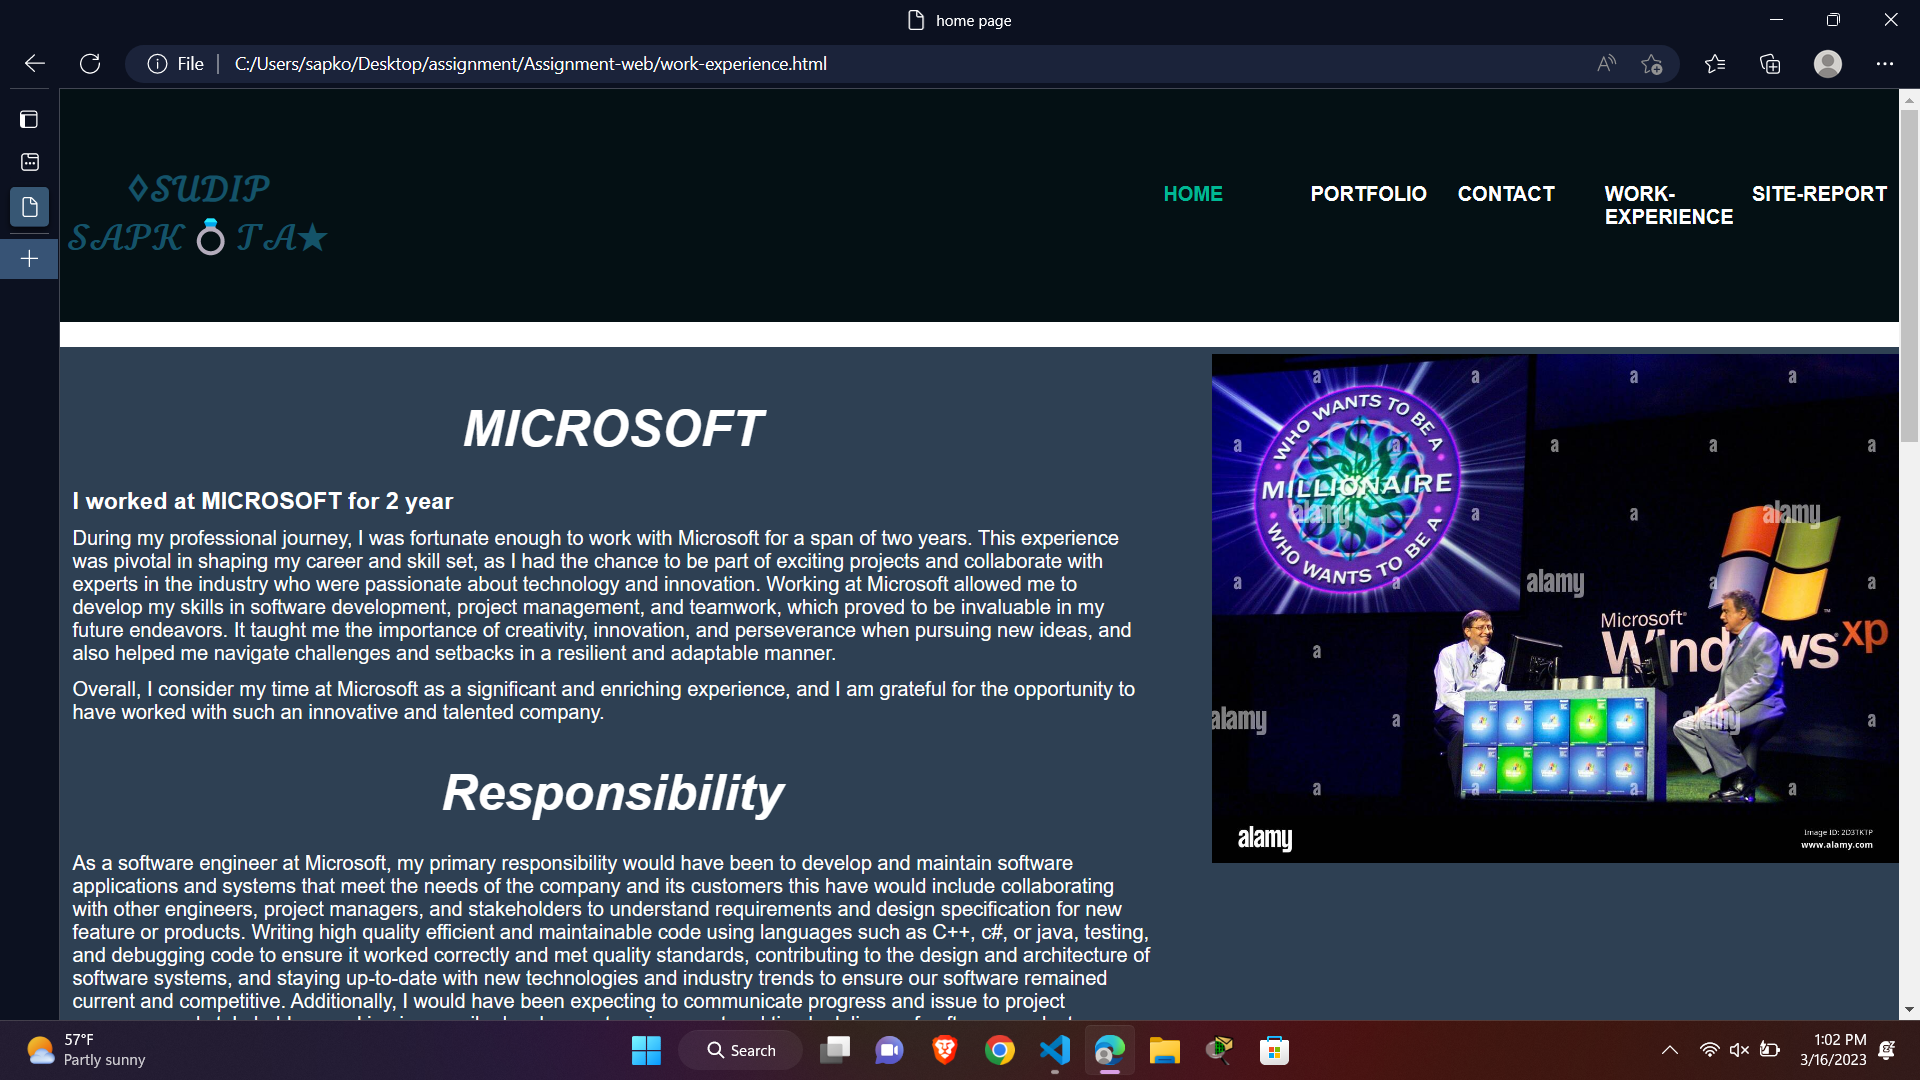 home page
File
C:/Users/sapko/Desktop/assignment/Assignment-web/work-experience.html
◊SUDIP
SAPK💍TA★
HOME
PORTFOLIO
CONTACT
WORK-
EXPERIENCE
SITE-REPORT
MICROSOFT
I worked at MICROSOFT for 2 year
During my professional journey, I was fortunate enough to work with Microsoft for a span of two years. This experience
was pivotal in shaping my career and skill set, as I had the chance to be part of exciting projects and collaborate with
experts in the industry who were passionate about technology and innovation. Working at Microsoft allowed me to
develop my skills in software development, project management, and teamwork, which proved to be invaluable in my
future endeavors. It taught me the importance of creativity, innovation, and perseverance when pursuing new ideas, and
also helped me navigate challenges and setbacks in a resilient and adaptable manner.
Overall, I consider my time at Microsoft as a significant and enriching experience, and I am grateful for the opportunity to
have worked with such an innovative and talented company.
Responsibility
As a software engineer at Microsoft, my primary responsibility would have been to develop and maintain software
applications and systems that meet the needs of the company and its customers this have would include collaborating
with other engineers, project managers, and stakeholders to understand requirements and design specification for new
feature or products. Writing high quality efficient and maintainable code using languages such as C++, c#, or java, testing,
and debugging code to ensure it worked correctly and met quality standards, contributing to the design and architecture of
software systems, and staying up-to-date with new technologies and industry trends to ensure our software remained
current and competitive. Additionally, I would have been expecting to communicate progress and issue to project
WHO WANTS TO BE A
MILLIONAIRE
WHO WANTS TO BE A
Microsoft
Windows xp
alamy
alamy
alamy
alamy
alamy
alamy
Image ID: 2D3TKTP
www.alamy.com
57°F
Partly sunny
Search
1:02 PM
3/16/2023